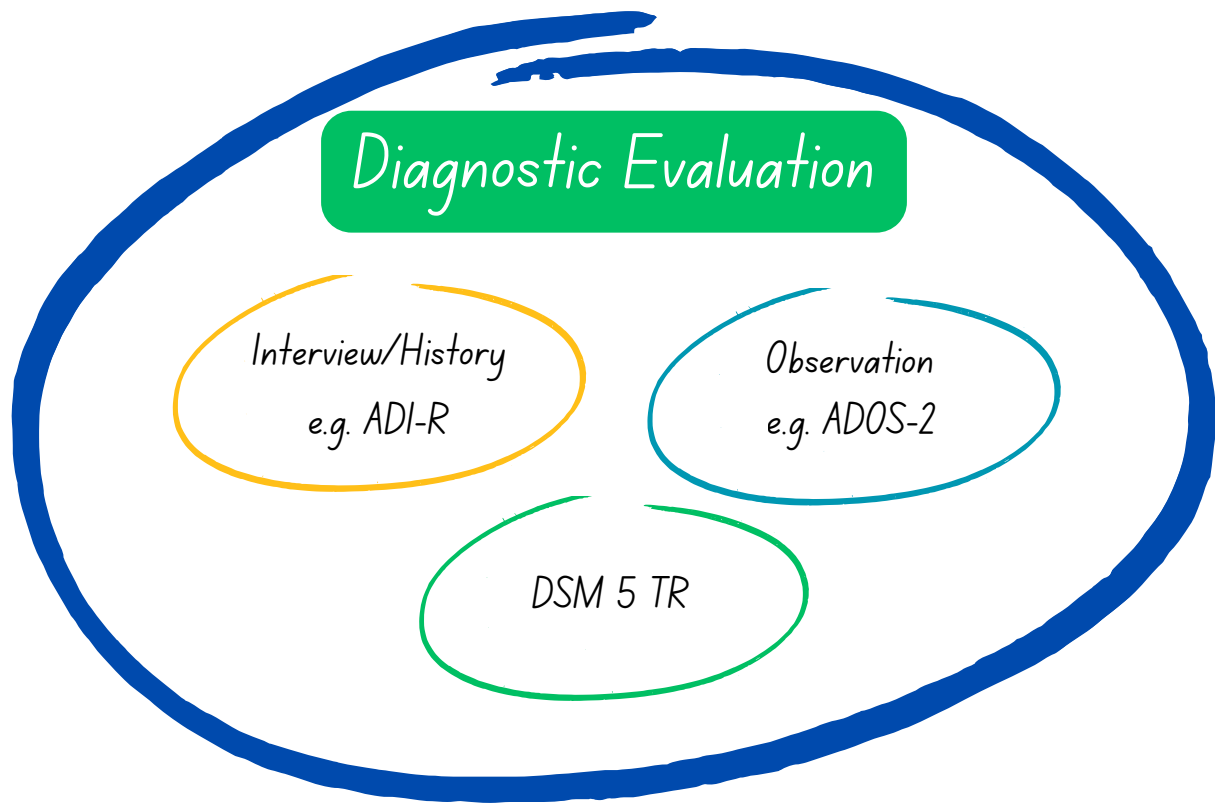 Diagnostic Evaluation
Interview/History
e.g. ADI-R
Observation
e.g. ADOS-2
DSM 5 TR